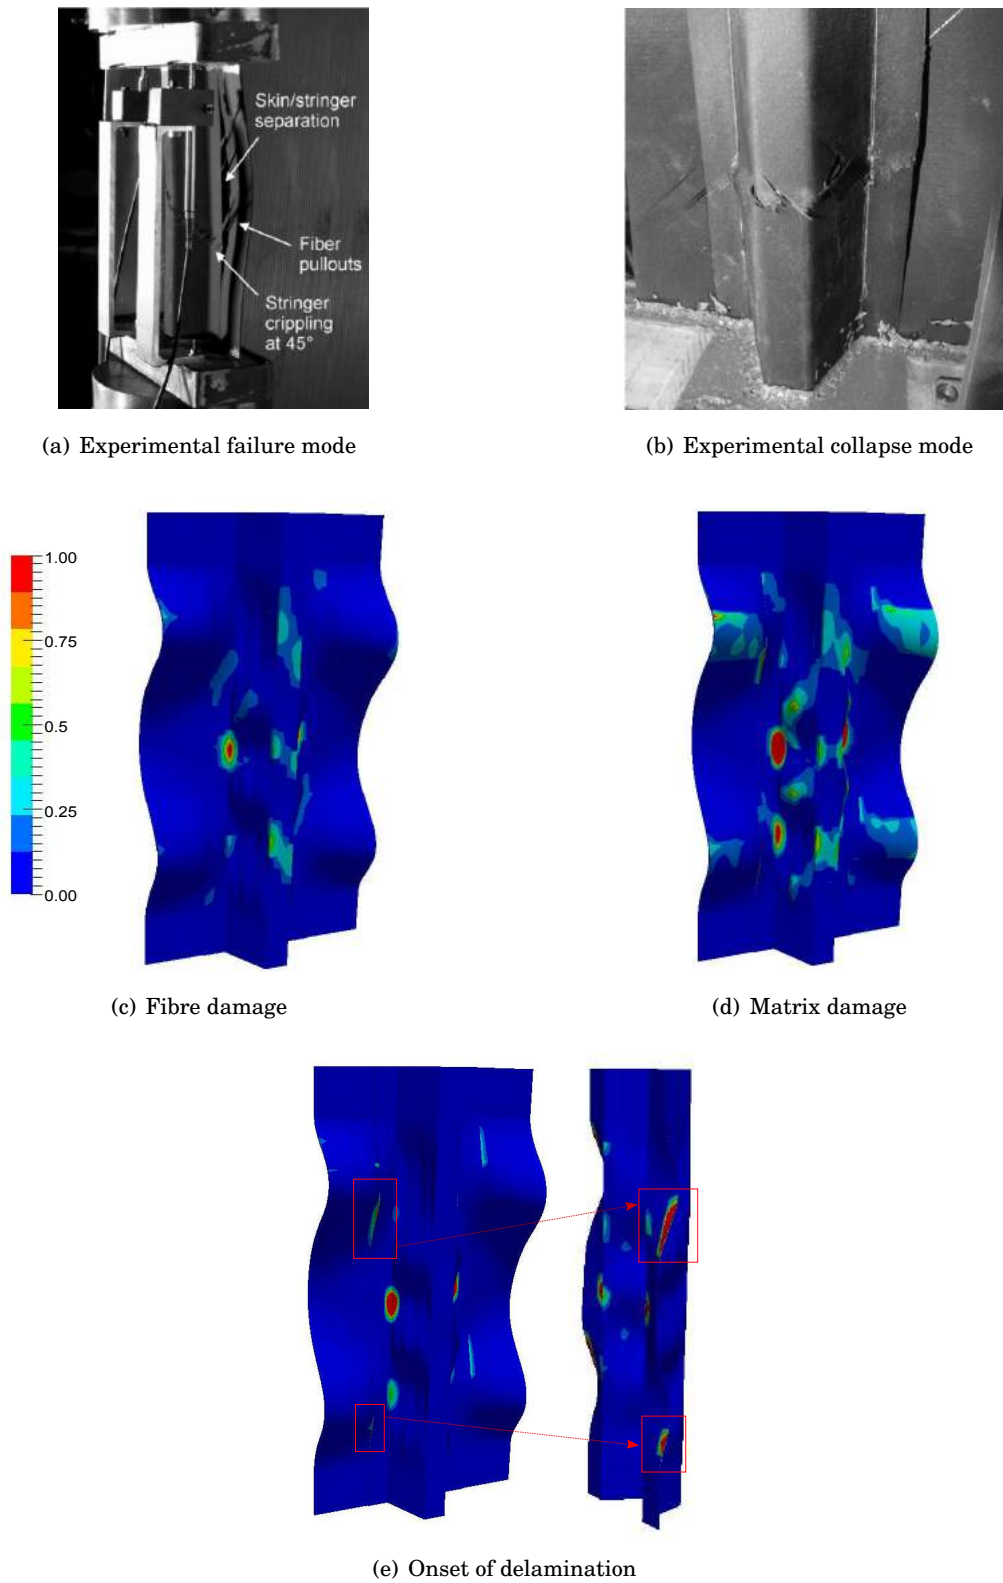 Skin/stringer
separation
Fiber
pullouts
Stringer
crippling
at 45°
(a) Experimental failure mode
(b) Experimental collapse mode
1.00
0.75
0.5
0.25
0.00
(c) Fibre damage
(d) Matrix damage
(e) Onset of delamination